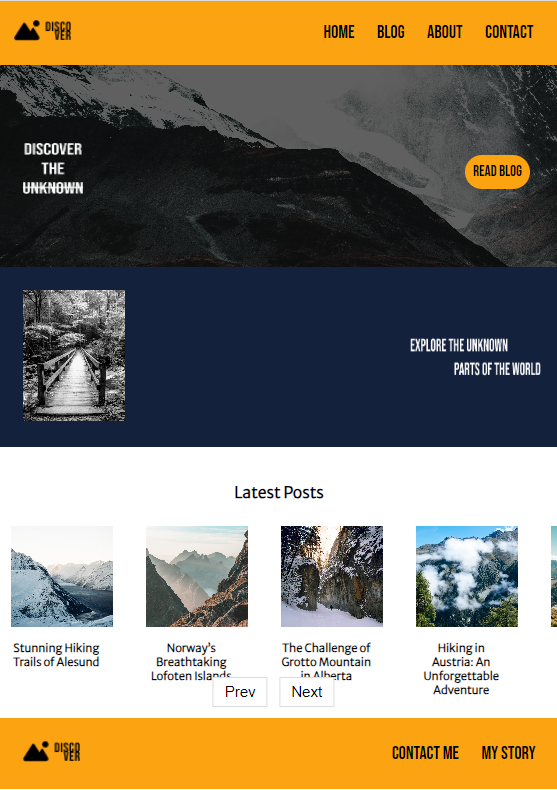 DISCO
VER
HOME BLOG ABOUT CONTACT
DISCOVER
THE
UNKNOWN
READ BLOG
EXPLORE THE UNKNOWN
PARTS OF THE WORLD
Latest Posts
Stunning Hiking
Trails of Alesund
Norway’s
Breathtaking
Lofoten Islands
The Challenge of
Grotto Mountain
in Alberta
Hiking in
Austria: An
Unforgettable
Adventure
Prev Next
DISCO
VER
CONTACT ME MY STORY